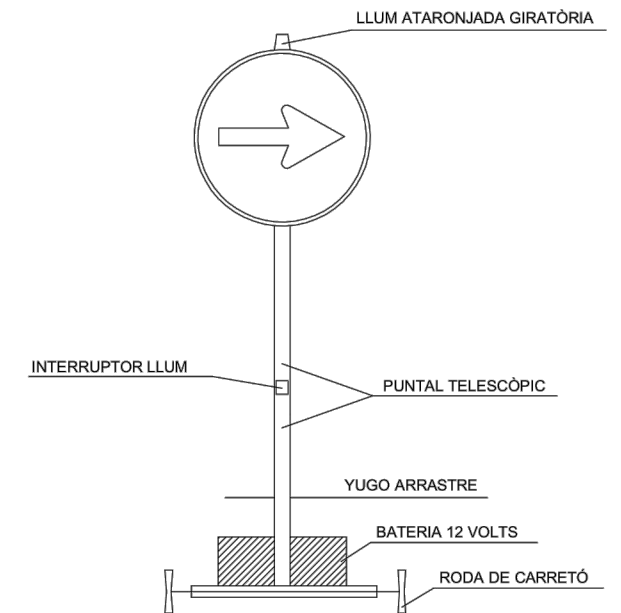 LLUM ATARONJADA GIRATÒRIA
INTERRUPTOR LLUM
PUNTAL TELESCÒPIC
YUGO ARRASTRE
BATERIA 12 VOLTS
RODA DE CARRETÓ